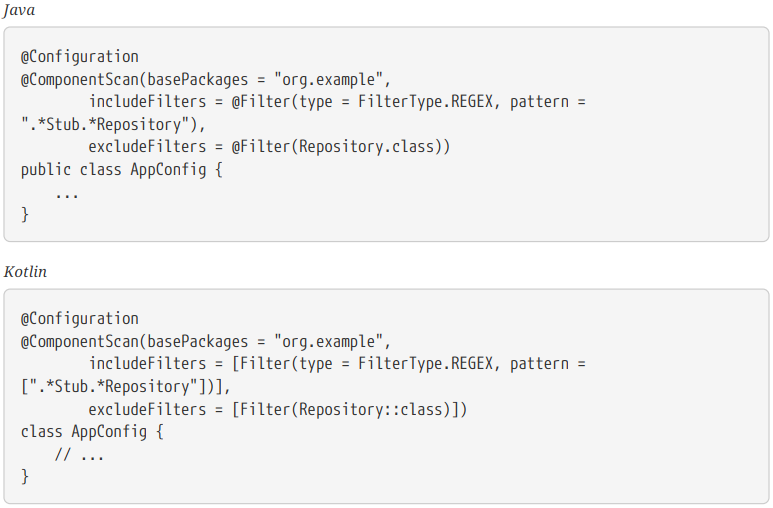 Java
@Configuration
@ComponentScan(basePackages = "org.example",
        includeFilters = @Filter(type = FilterType.REGEX, pattern =
".*Stub.*Repository"),
        excludeFilters = @Filter(Repository.class))
public class AppConfig {
    ...
}
Kotlin
@Configuration
@ComponentScan(basePackages = "org.example",
        includeFilters = [Filter(type = FilterType.REGEX, pattern =
[".*Stub.*Repository"])],
        excludeFilters = [Filter(Repository::class)])
class AppConfig {
    // ...
}